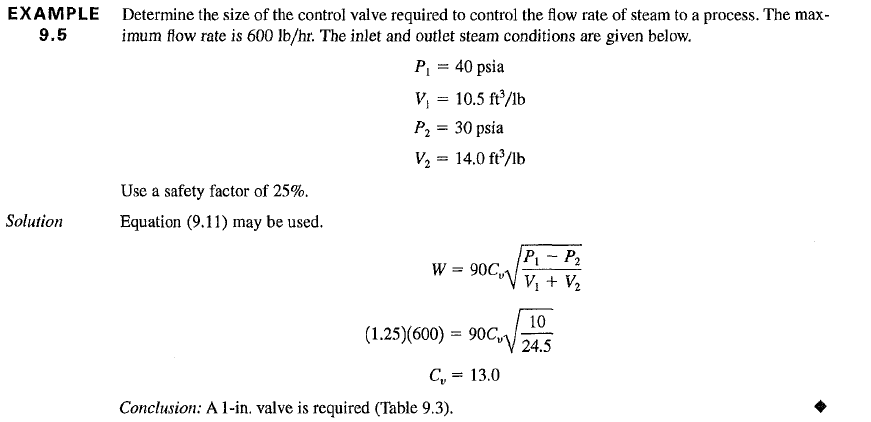 EXAMPLE 9.5
Determine the size of the control valve required to control the flow rate of steam to a process. The max-
imum flow rate is 600 lb/hr. The inlet and outlet steam conditions are given below.
P₁ = 40 psia
V₁ = 10.5 ft³/lb
P₂ = 30 psia
V₂ = 14.0 ft³/lb
Use a safety factor of 25%.
Solution Equation (9.11) may be used.
W = 90Cᵥ√((P₁ − P₂)/(V₁ + V₂))
(1.25)(600) = 90Cᵥ√(10/24.5)
Cᵥ = 13.0
Conclusion: A 1-in. valve is required (Table 9.3). ◆